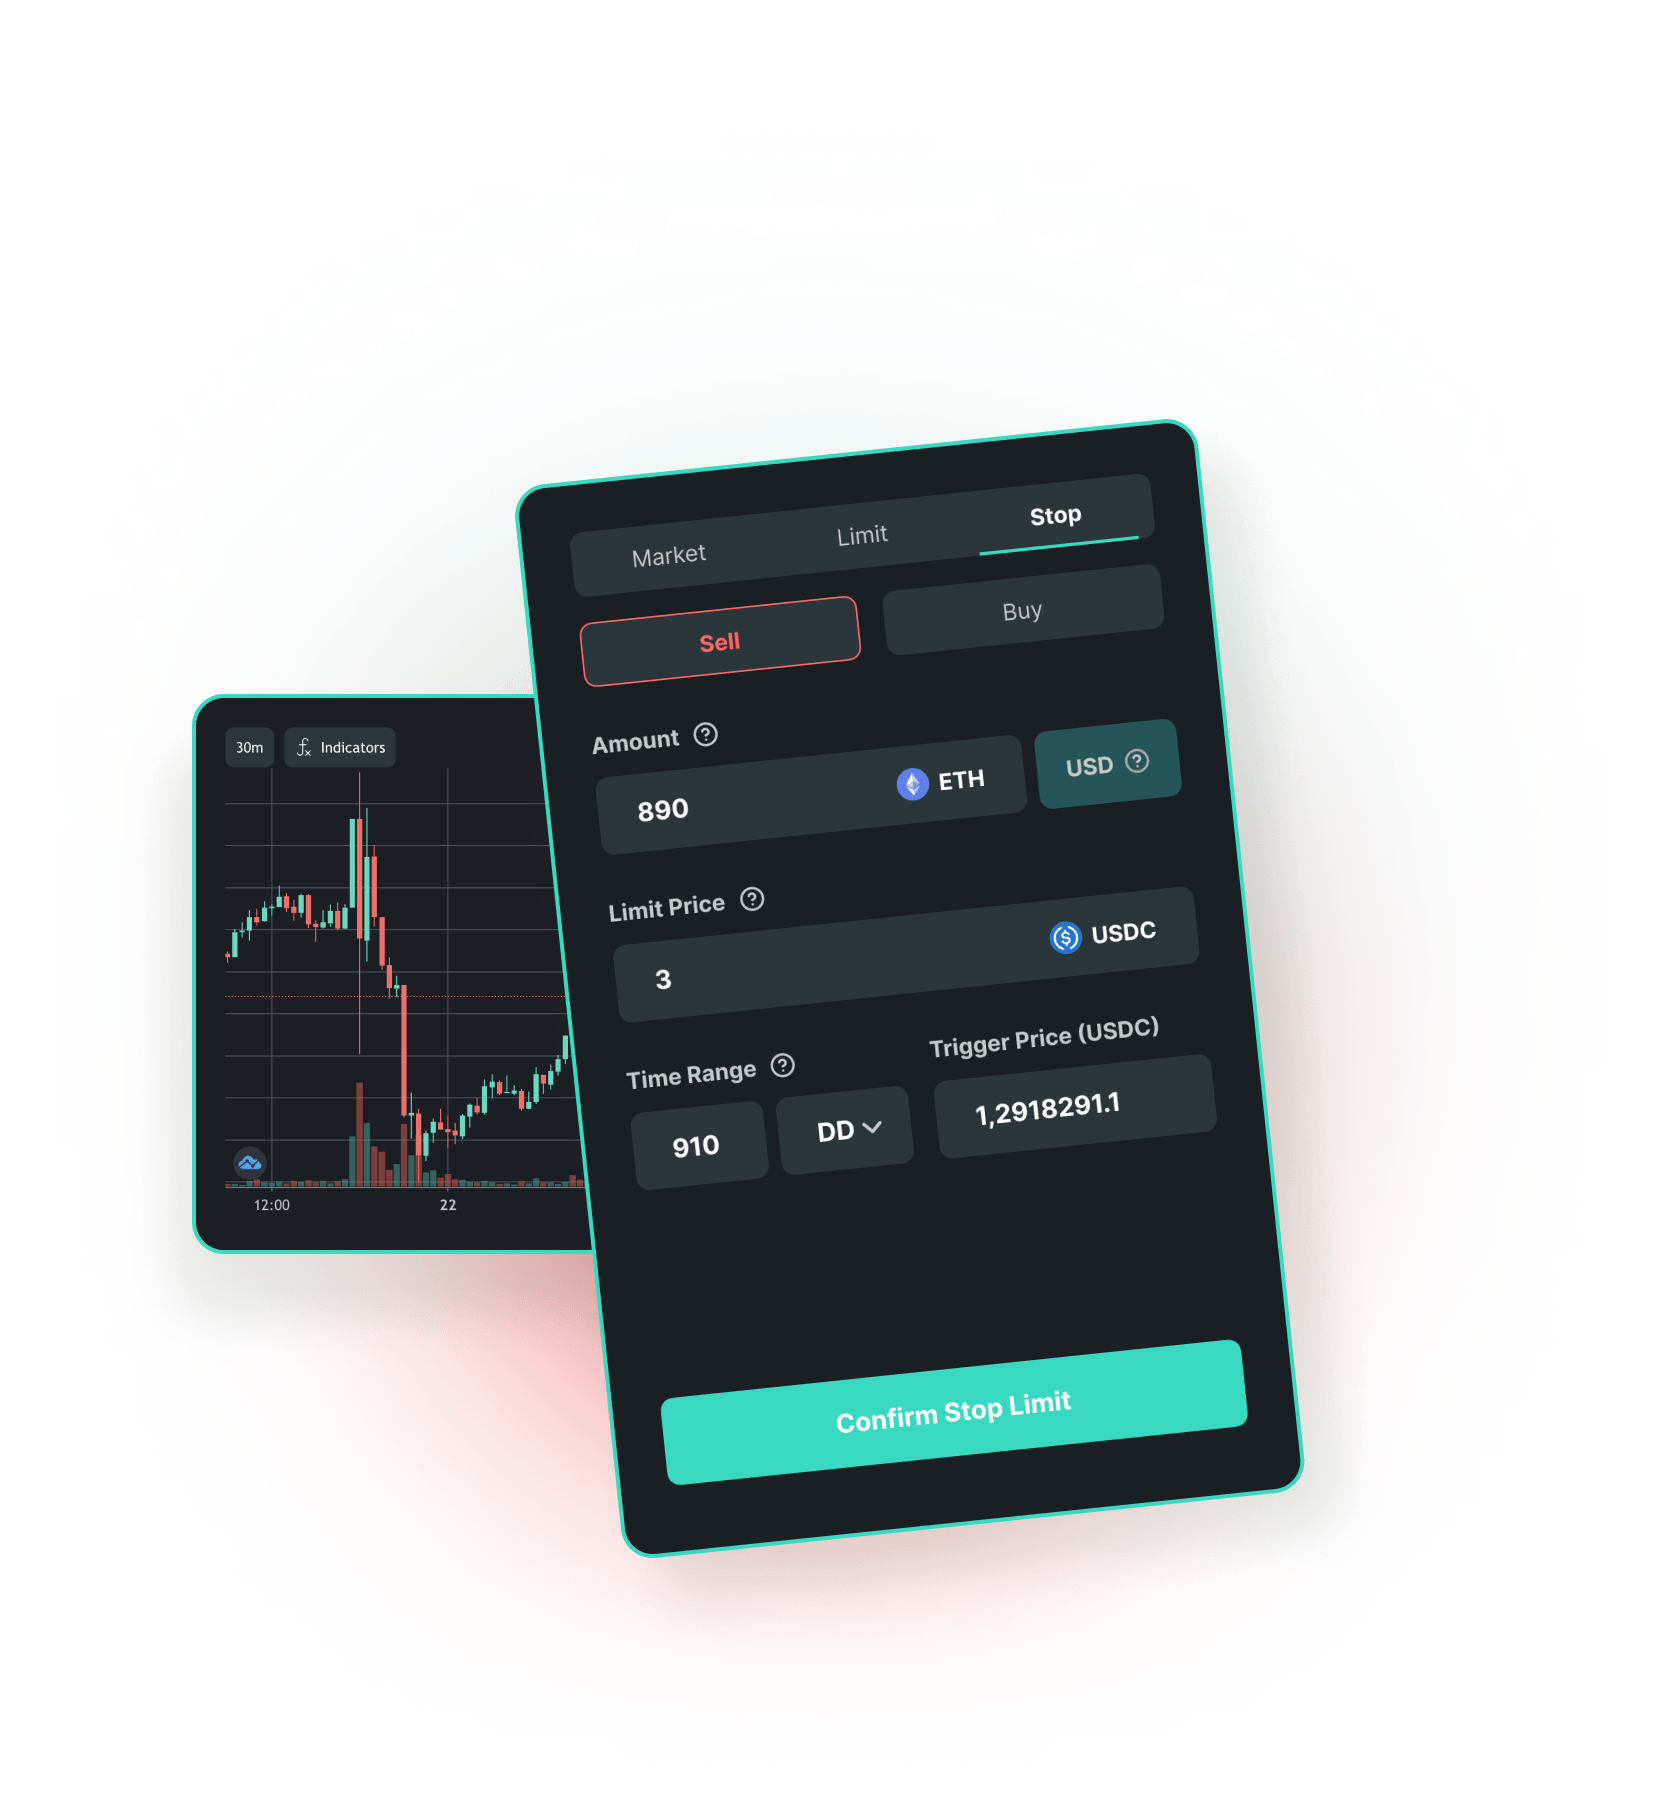 Market Limit Stop
Sell Buy
Amount
890 ETH USD
Limit Price
3 USDC
Time Range Trigger Price (USDC)
910 DD 1,2918291.1
Confirm Stop Limit
30m fx Indicators
12:00 22